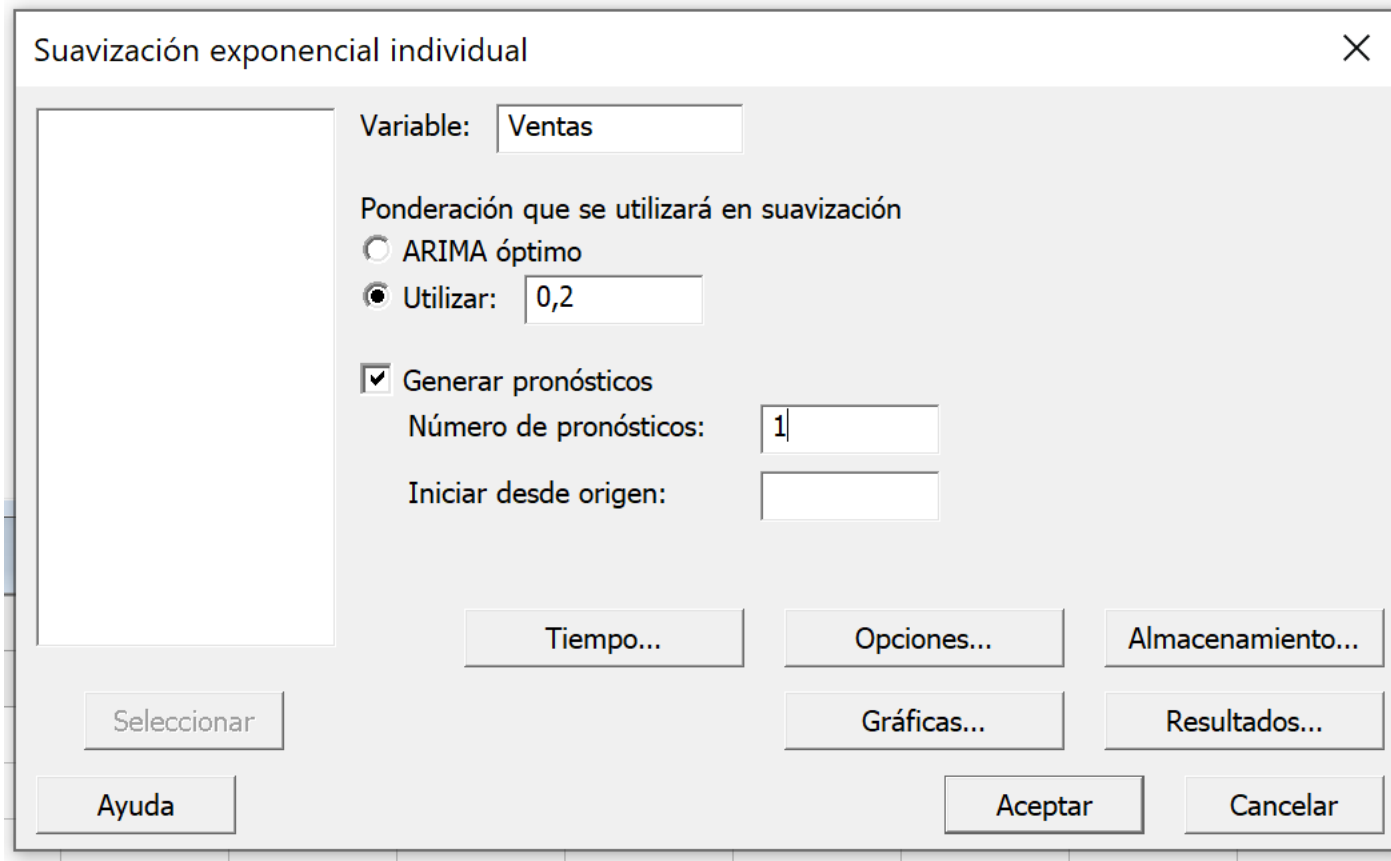 Suavización exponencial individual
Variable: Ventas
Ponderación que se utilizará en suavización
ARIMA óptimo
Utilizar: 0,2
Generar pronósticos
Número de pronósticos: 1
Iniciar desde origen:
Tiempo... Opciones... Almacenamiento...
Seleccionar Gráficas... Resultados...
Ayuda Aceptar Cancelar